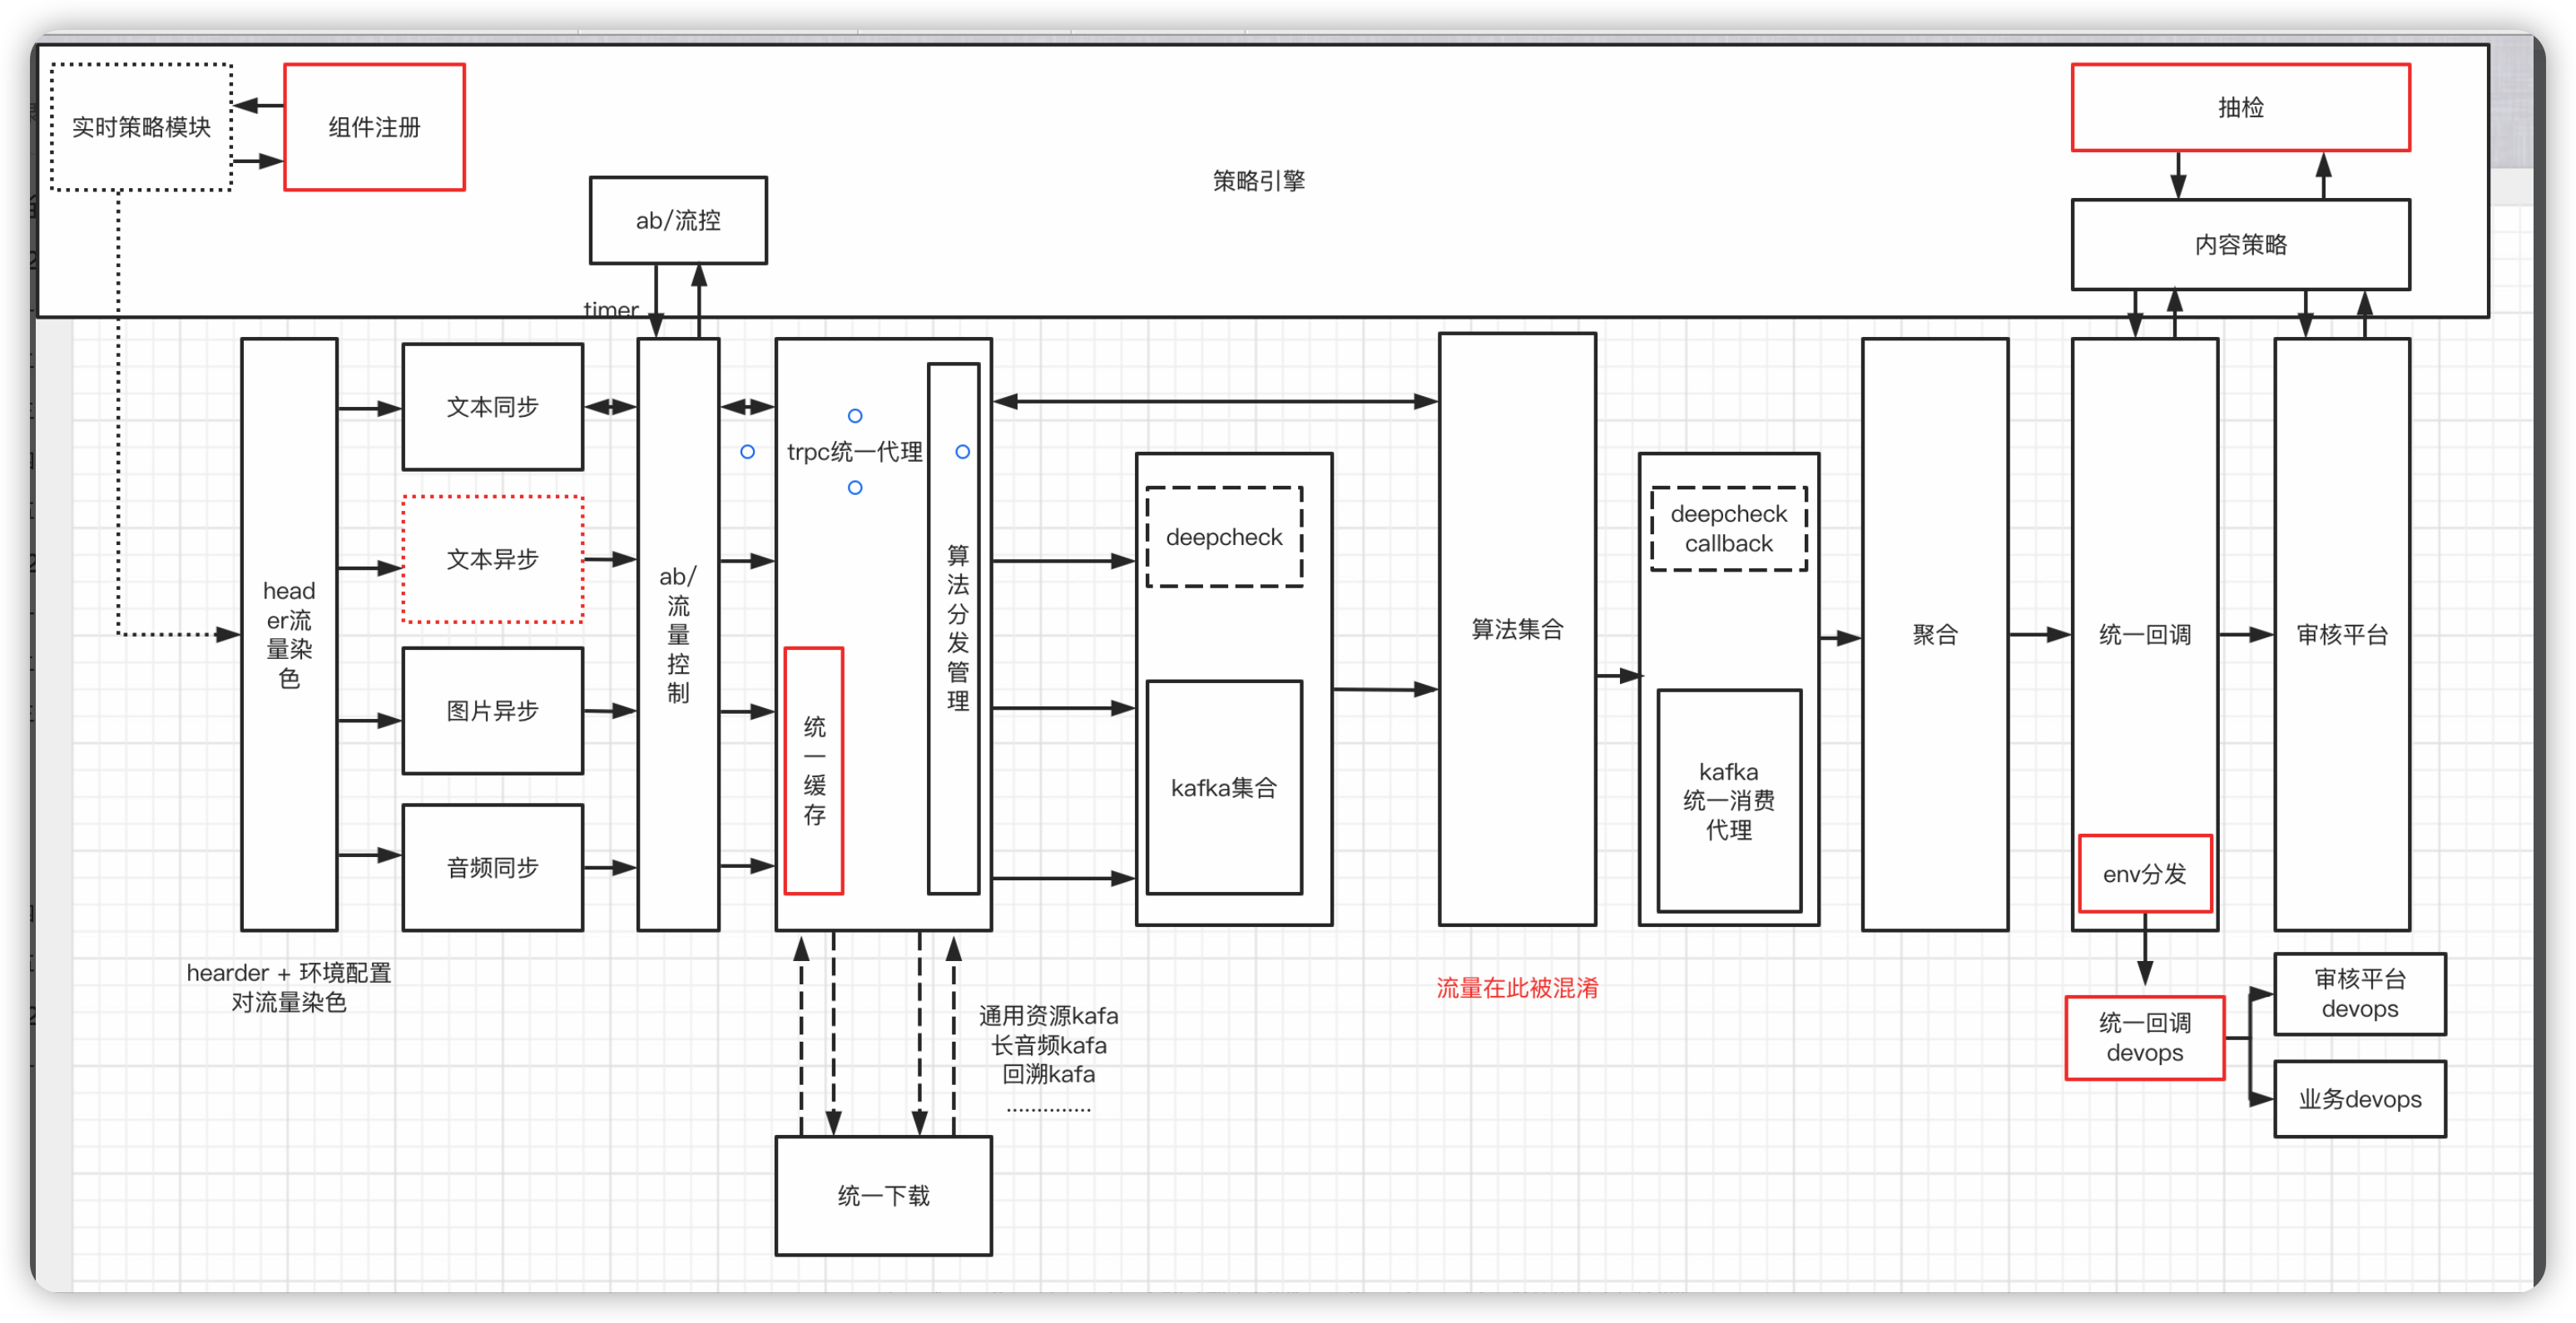 实时策略模块
组件注册
策略引擎
抽检
ab/流控
内容策略
timer
head
er流
量染
色
文本同步
文本异步
图片异步
音频同步
ab/
流
量
控
制
trpc统一代理
统
一
缓
存
算
法
分
发
管
理
deepcheck
kafka集合
算法集合
deepcheck
callback
kafka
统一消费
代理
聚合
统一回调
env分发
审核平台
hearder + 环境配置
对流量染色
通用资源kafa
长音频kafa
回溯kafa
..............
流量在此被混淆
统一回调
devops
审核平台
devops
业务devops
统一下载